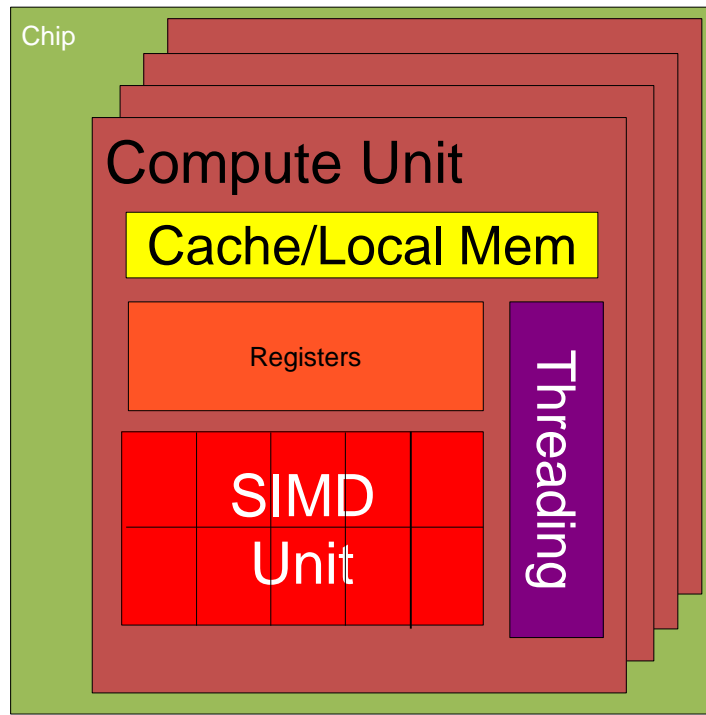 Chip
Compute Unit
Cache/Local Mem
Registers
Threading
SIMD
Unit